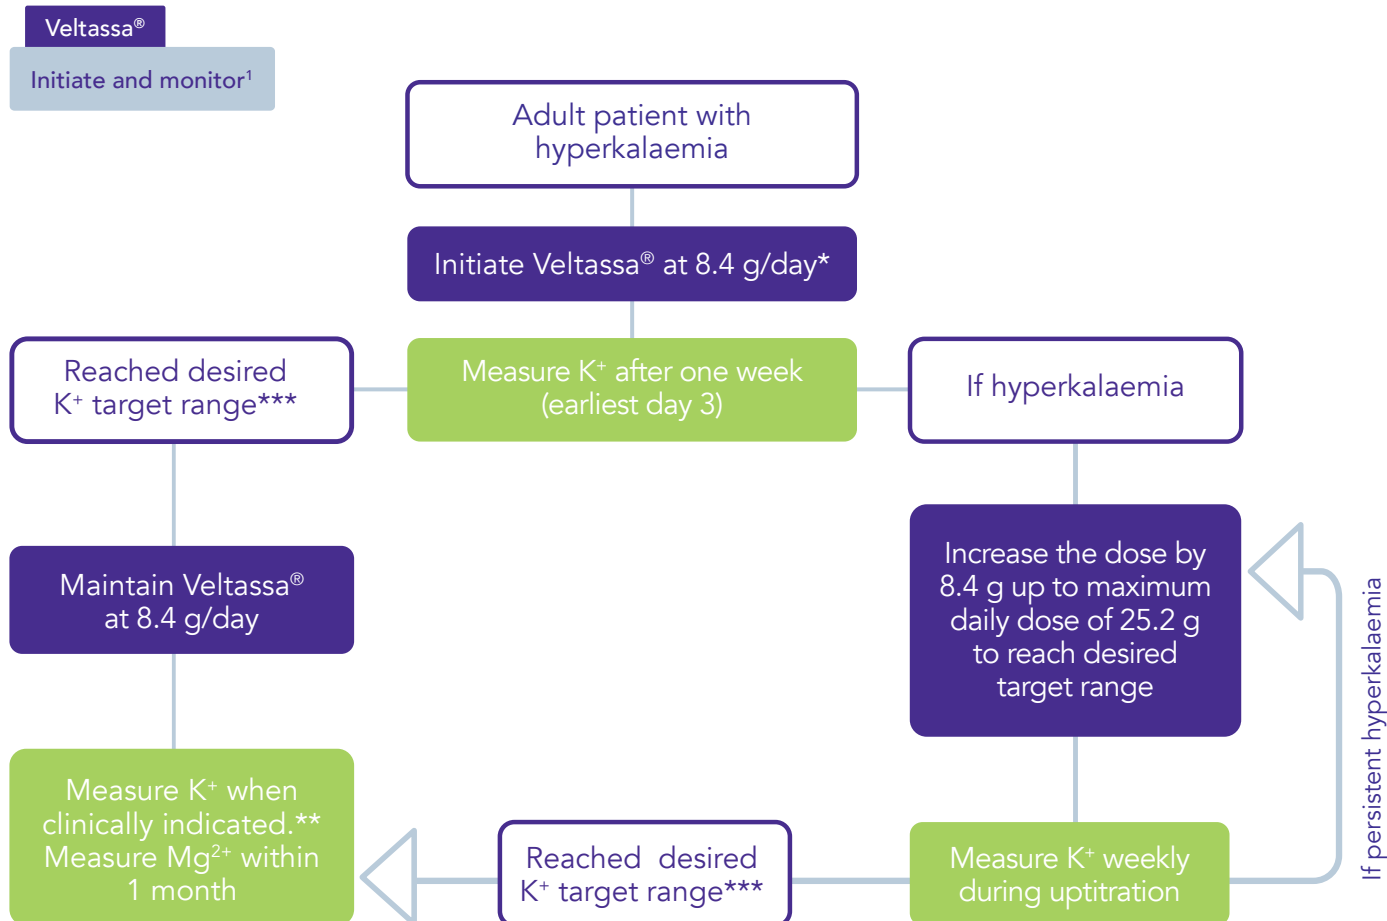 Veltassa®
Initiate and monitor¹
Adult patient with
hyperkalaemia
Initiate Veltassa® at 8.4 g/day*
Reached desired
K⁺ target range***
Measure K⁺ after one week
(earliest day 3)
If hyperkalaemia
Maintain Veltassa®
at 8.4 g/day
Increase the dose by
8.4 g up to maximum
daily dose of 25.2 g
to reach desired
target range
If persistent hyperkalaemia
Measure K⁺ when
clinically indicated.**
Measure Mg²⁺ within
1 month
Reached desired
K⁺ target range***
Measure K⁺ weekly
during uptitration